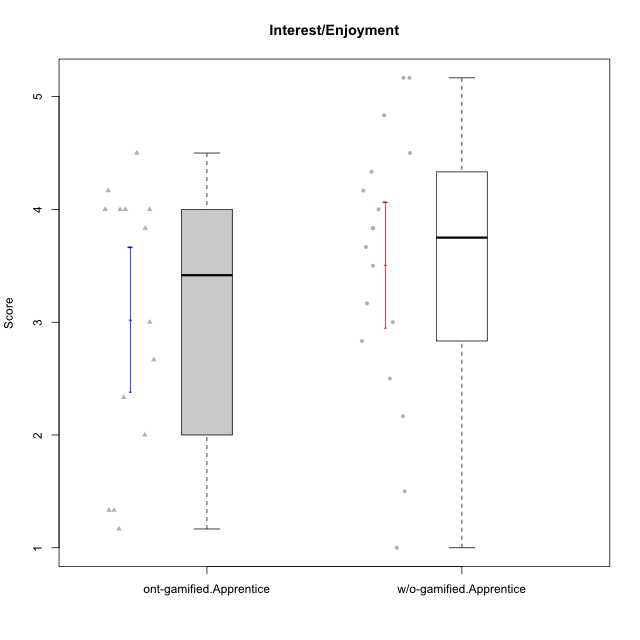 Interest/Enjoyment
Score
5
4
3
2
1
ont-gamified.Apprentice
w/o-gamified.Apprentice